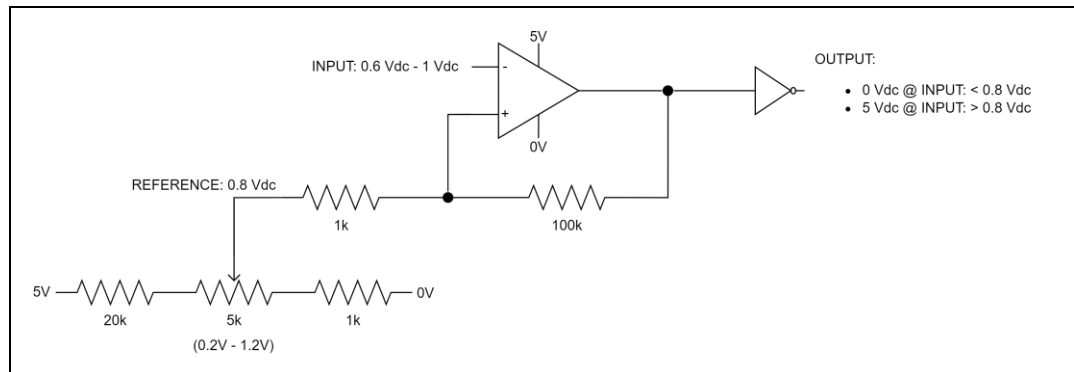 5V
INPUT: 0.6 Vdc - 1 Vdc
-
+
0V
OUTPUT:
• 0 Vdc @ INPUT: < 0.8 Vdc
• 5 Vdc @ INPUT: > 0.8 Vdc
REFERENCE: 0.8 Vdc
1k
100k
5V
0V
20k
5k
1k
(0.2V - 1.2V)